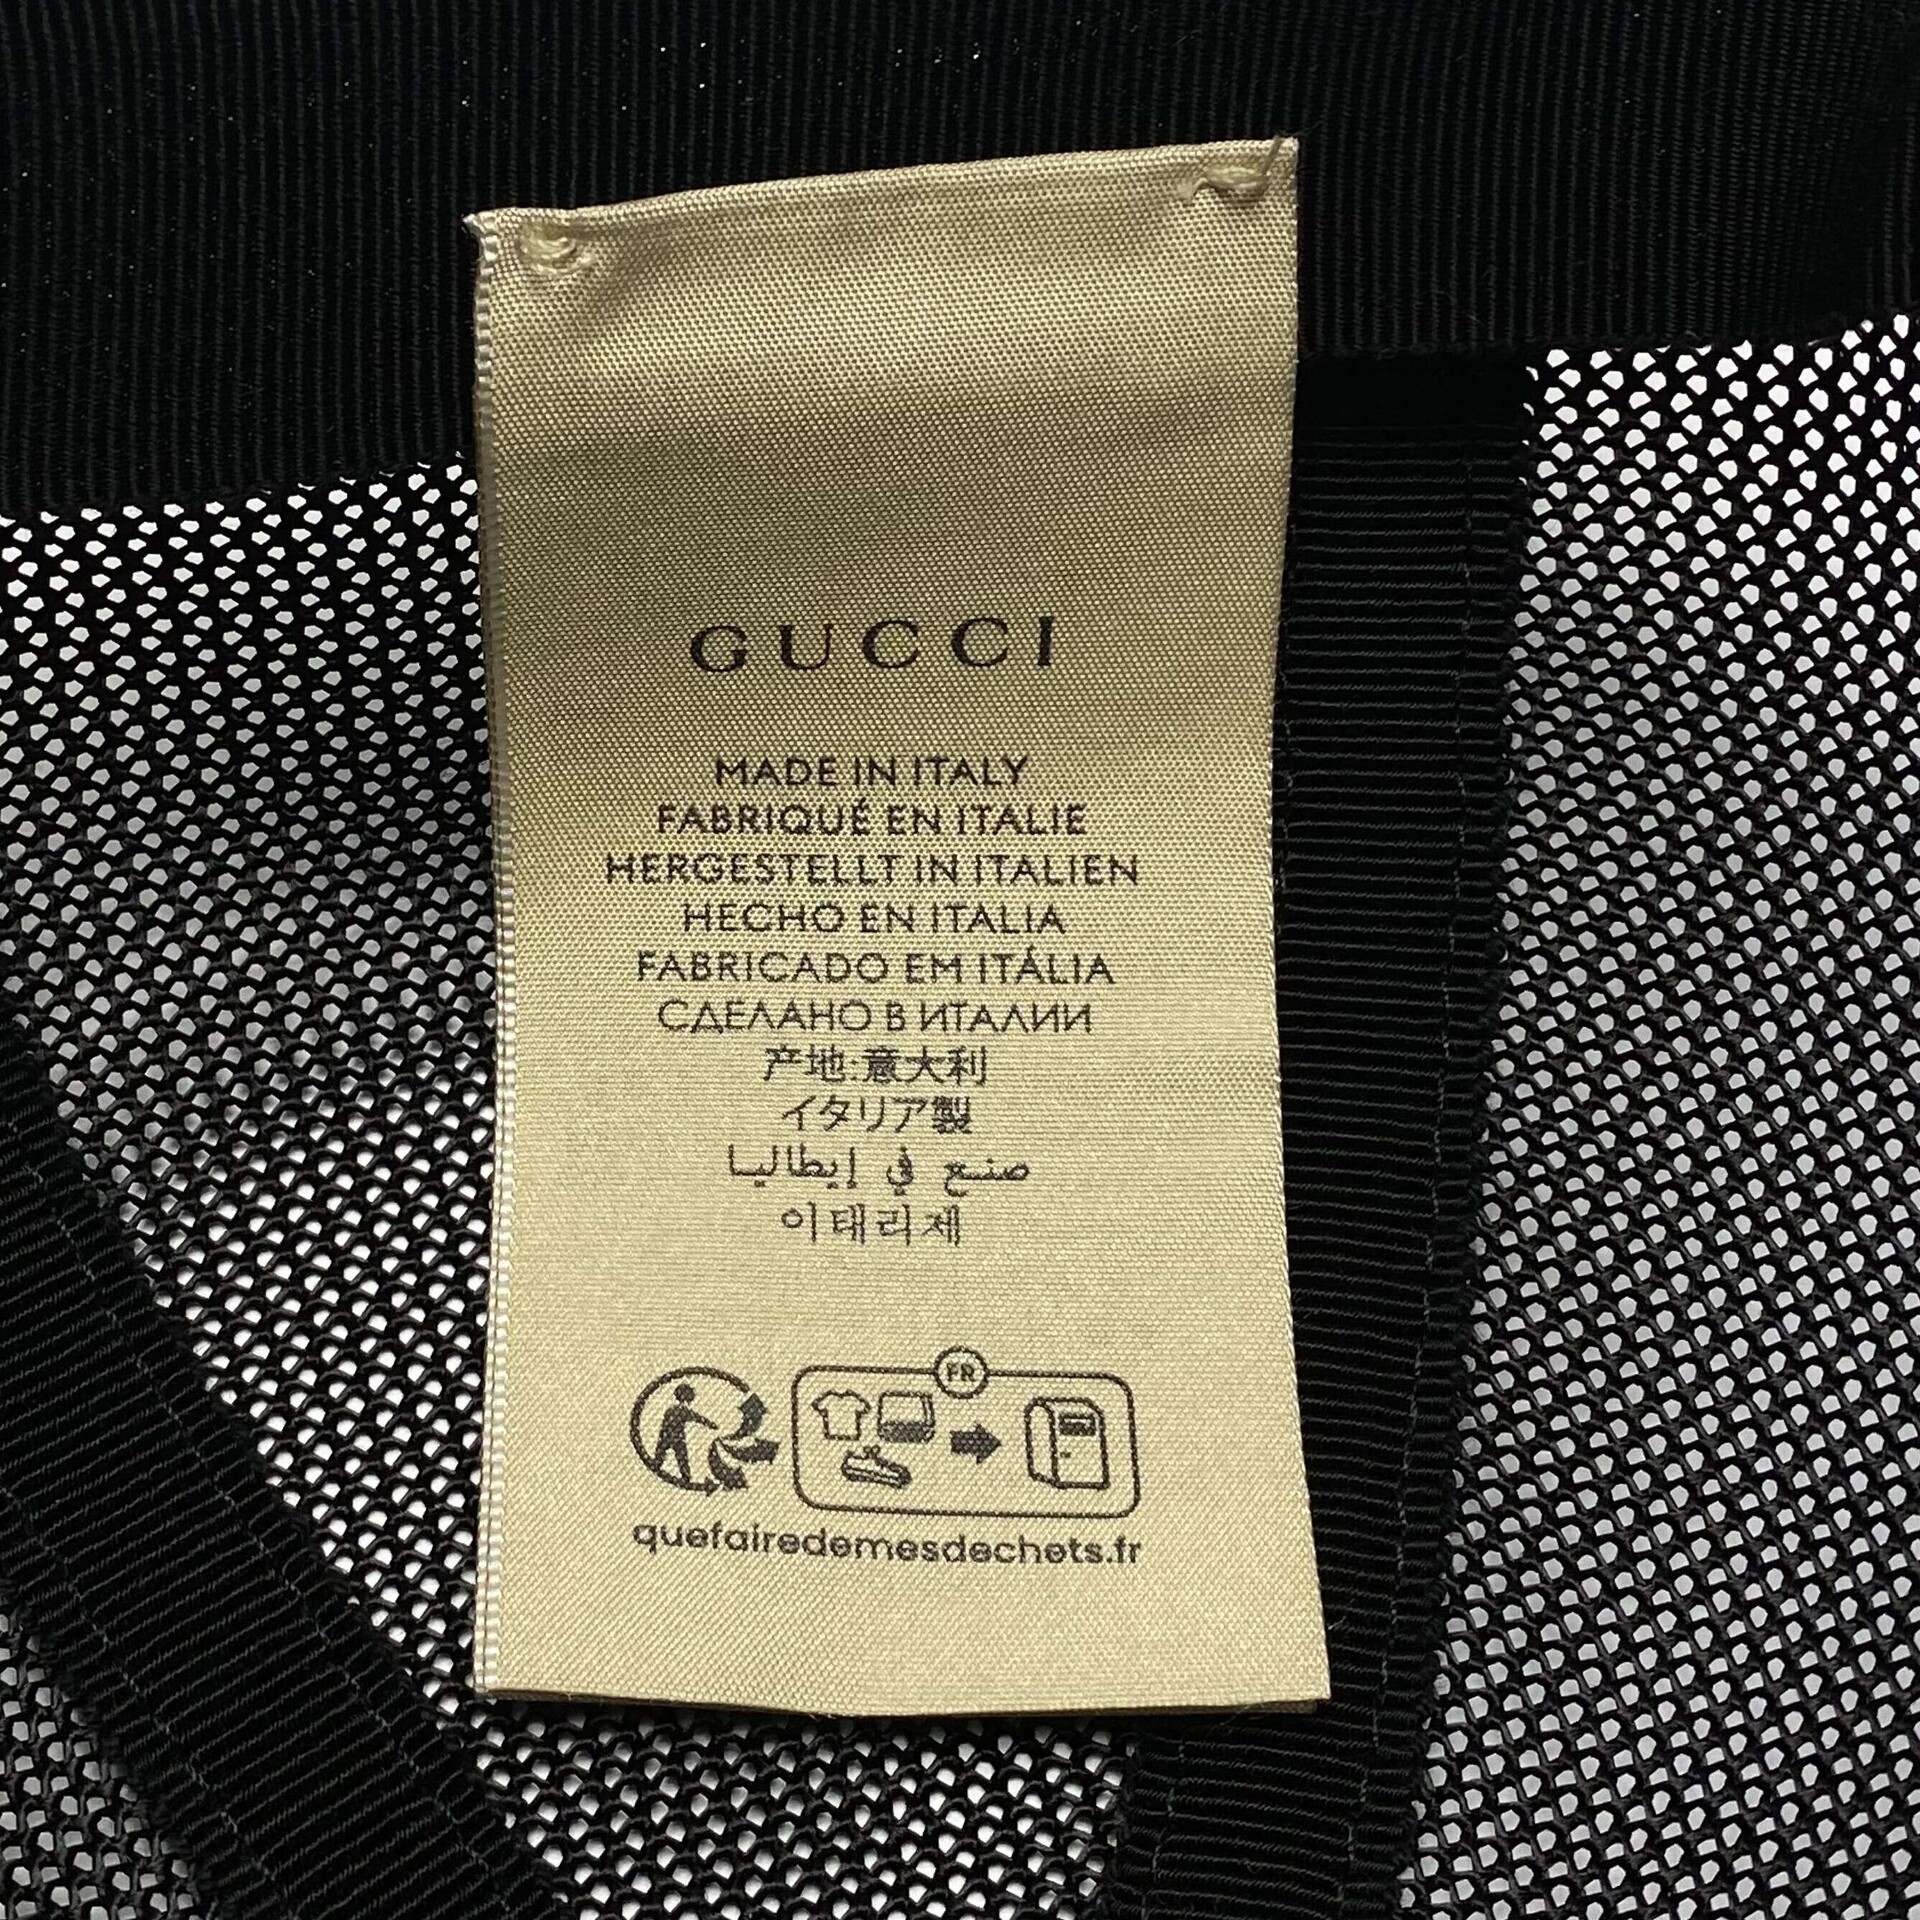 GUCCI
MADE IN ITALY
FABRIQUÉ EN ITALIE
HERGESTELLT IN ITALIEN
HECHO EN ITALIA
FABRICADO EM ITÁLIA
СДЕЛАНО В ИТАЛИИ
产地:意大利
イタリア製
صنع في إيطاليا
이태리제
FR
quefairedemesdechets.fr